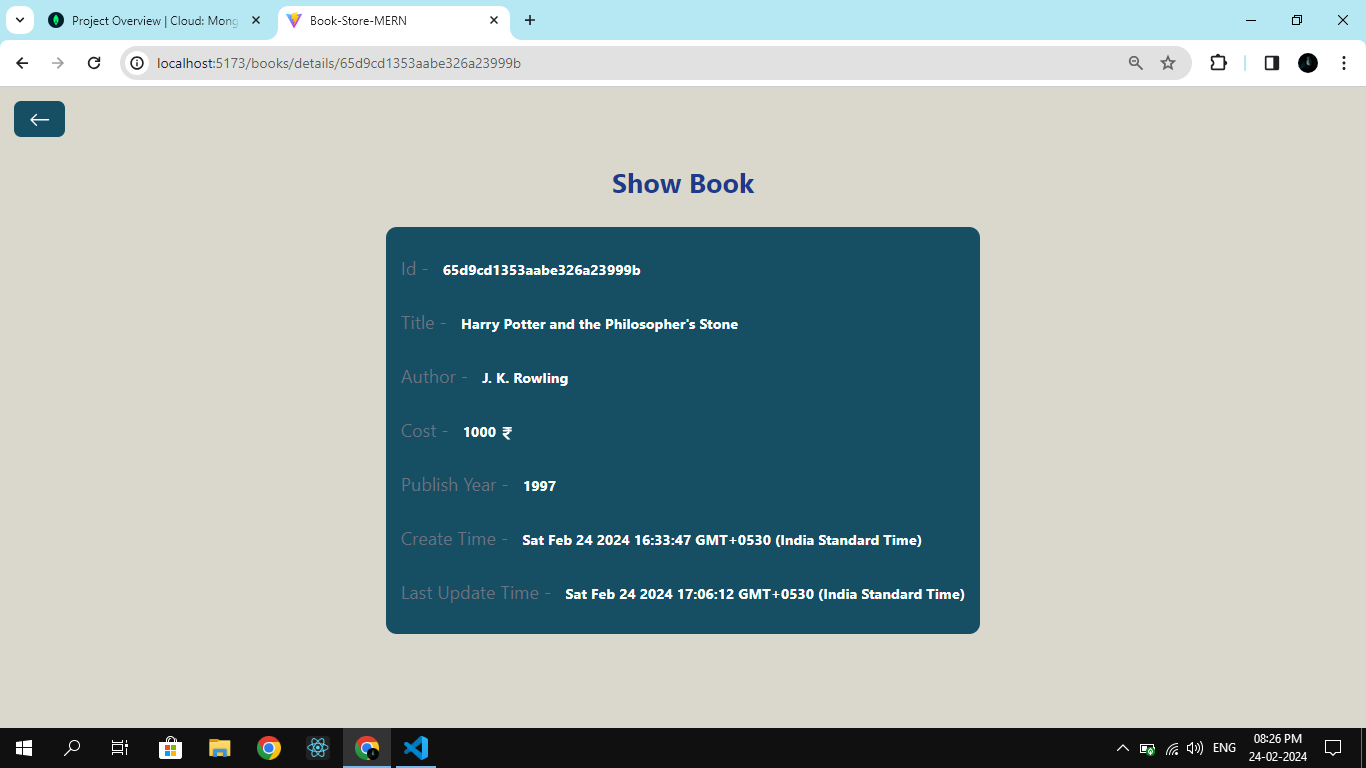 Project Overview | Cloud: Mong
Book-Store-MERN
localhost:5173/books/details/65d9cd1353aabe326a23999b
Show Book
Id - 65d9cd1353aabe326a23999b
Title - Harry Potter and the Philosopher's Stone
Author - J. K. Rowling
Cost - 1000 ₹
Publish Year - 1997
Create Time - Sat Feb 24 2024 16:33:47 GMT+0530 (India Standard Time)
Last Update Time - Sat Feb 24 2024 17:06:12 GMT+0530 (India Standard Time)
ENG
08:26 PM
24-02-2024